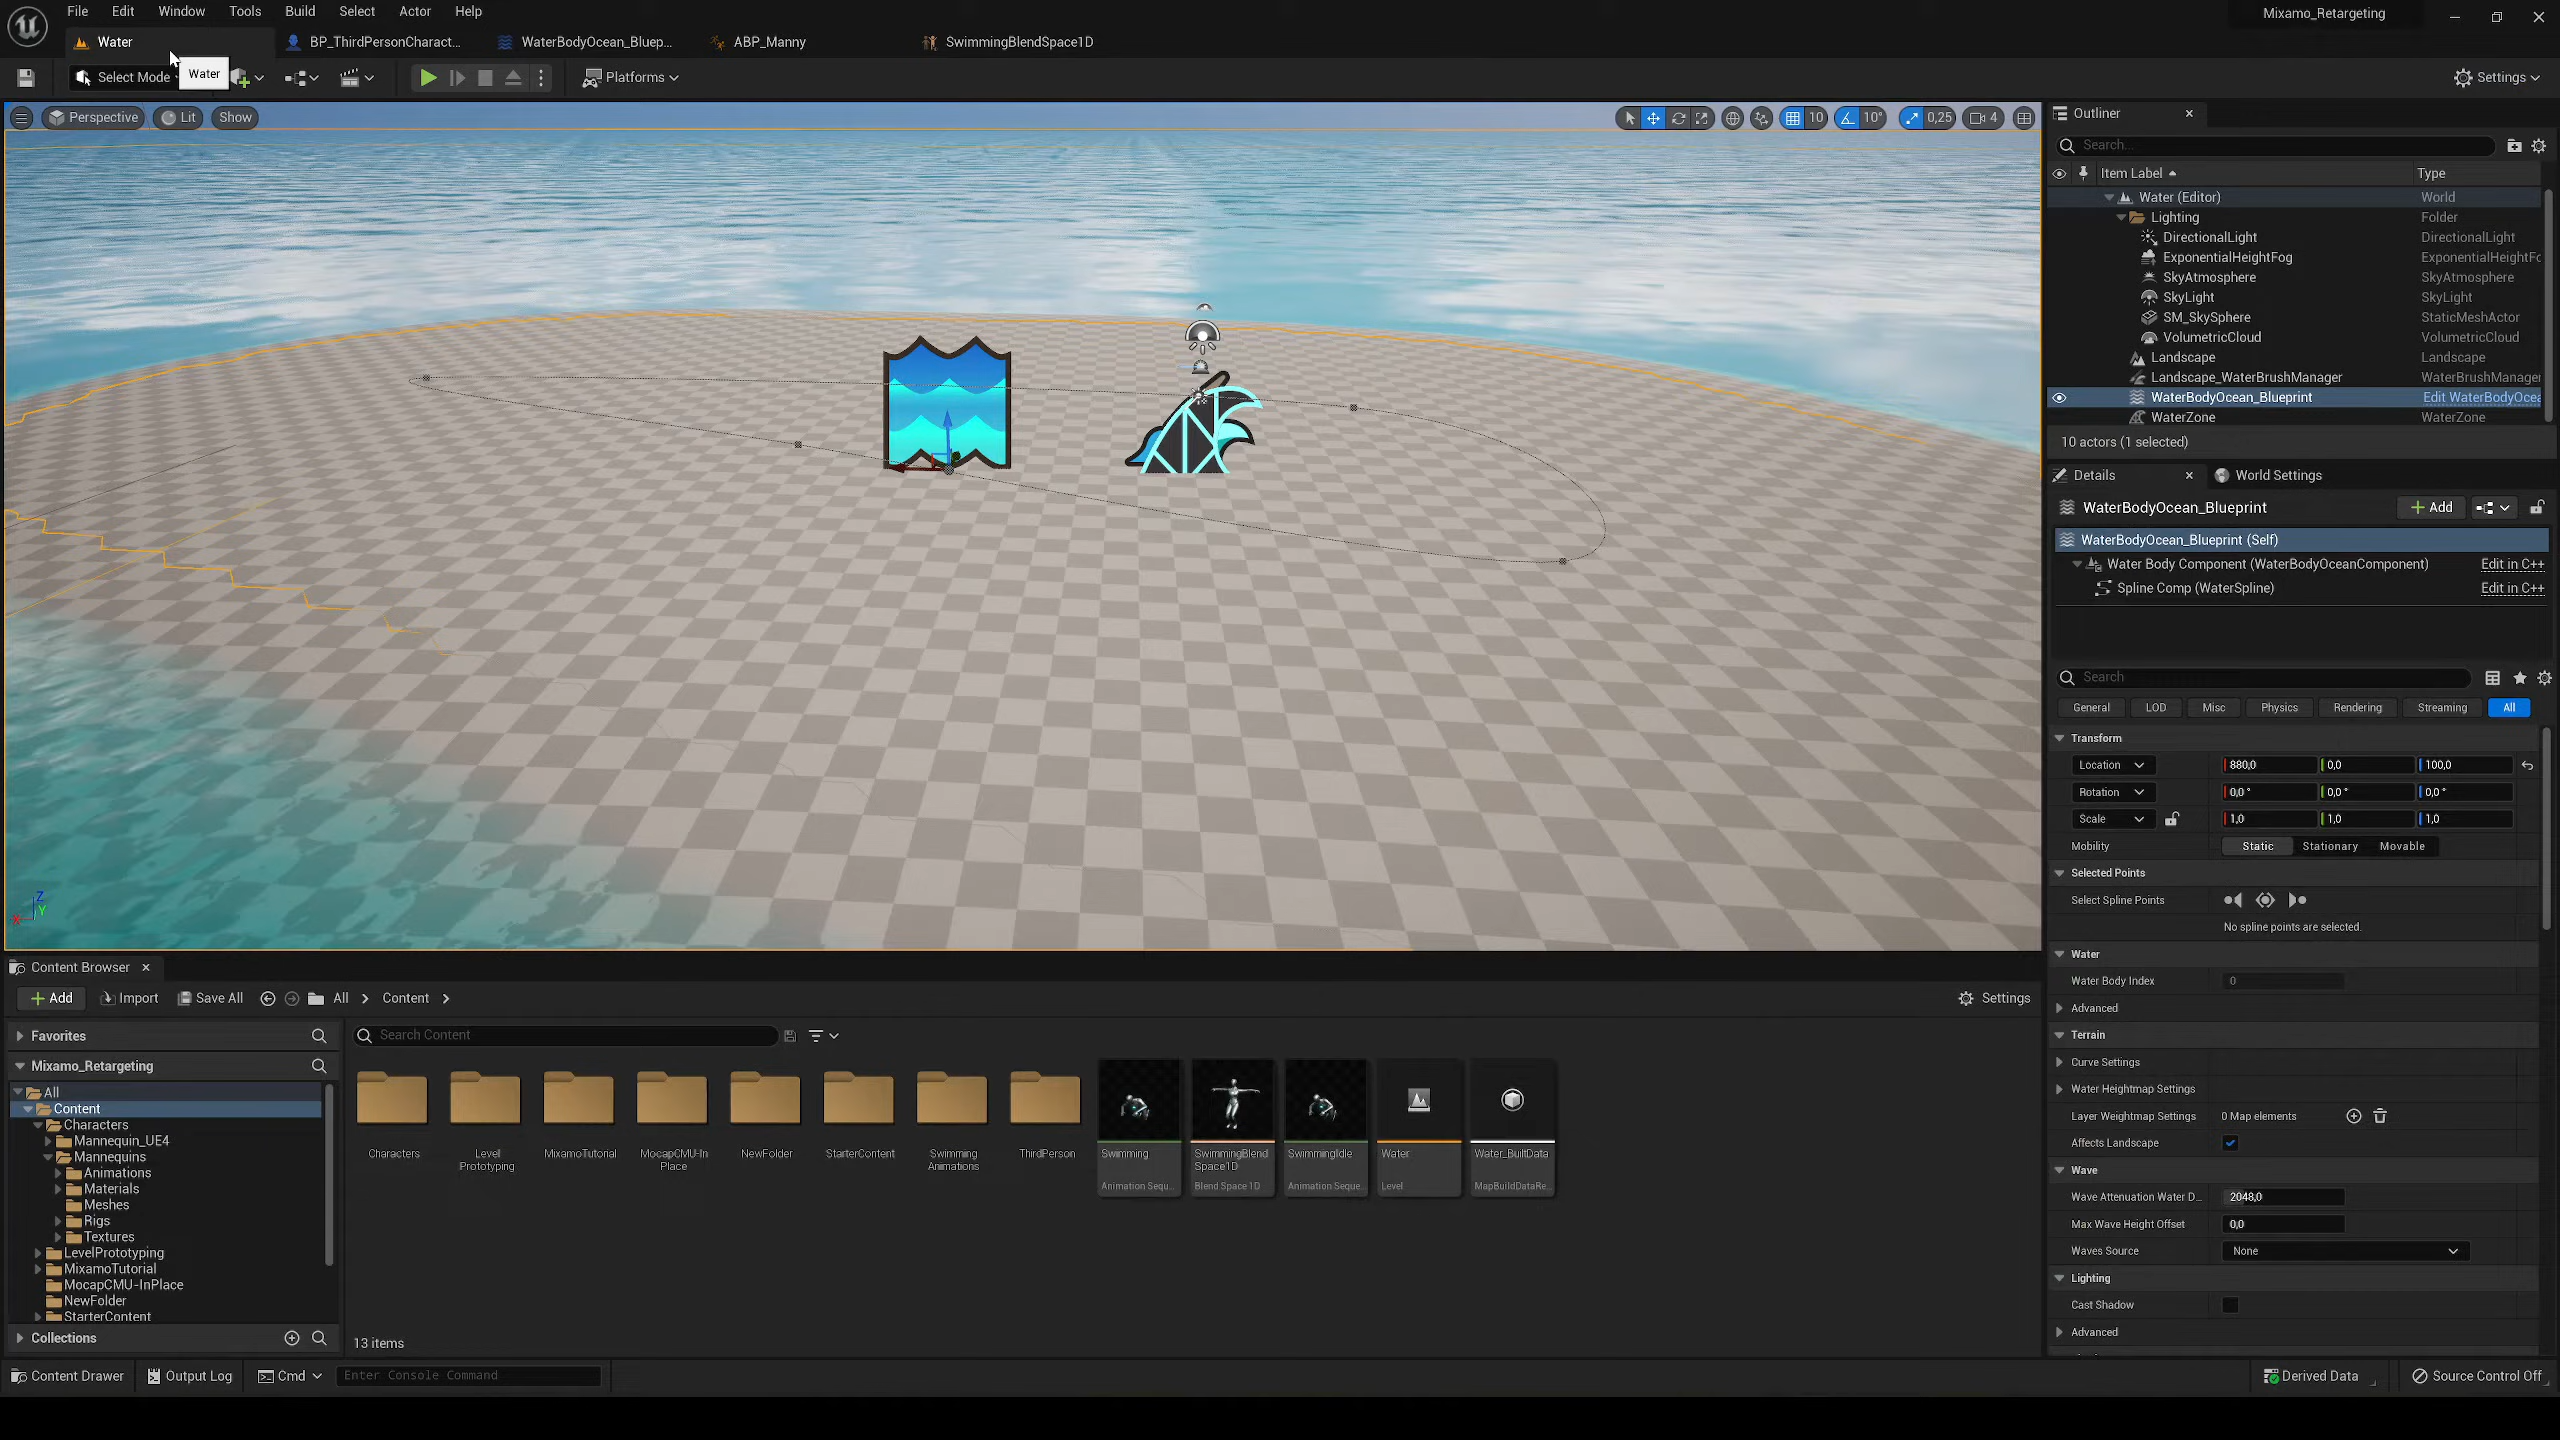 File Edit Window Tools Build Select Actor Help
Mixamo_Retargeting
Water BP_ThirdPersonCharact... WaterBodyOcean_Bluep... ABP_Manny SwimmingBlendSpace1D
Select Mode Platforms Settings
Water
Perspective Lit Show 10 10° 0,25 4
Outliner
Search...
Item Label Type
Water (Editor) World
Lighting Folder
DirectionalLight DirectionalLight
ExponentialHeightFog ExponentialHeightFo
SkyAtmosphere SkyAtmosphere
SkyLight SkyLight
SM_SkySphere StaticMeshActor
VolumetricCloud VolumetricCloud
Landscape Landscape
Landscape_WaterBrushManager WaterBrushManager
WaterBodyOcean_Blueprint Edit WaterBodyOcea
WaterZone WaterZone
10 actors (1 selected)
Details World Settings
WaterBodyOcean_Blueprint Add
WaterBodyOcean_Blueprint (Self)
Water Body Component (WaterBodyOceanComponent) Edit in C++
Spline Comp (WaterSpline) Edit in C++
Search
General LOD Misc Physics Rendering Streaming All
Transform
Location 880,0 0,0 100,0
Rotation 0,0 ° 0,0 ° 0,0 °
Scale 1,0 1,0 1,0
Mobility Static Stationary Movable
Selected Points
Select Spline Points
No spline points are selected.
Water
Water Body Index 0
Advanced
Terrain
Curve Settings
Water Heightmap Settings
Layer Weightmap Settings 0 Map elements
Affects Landscape
Wave
Wave Attenuation Water D... 2048,0
Max Wave Height Offset 0,0
Waves Source None
Lighting
Cast Shadow
Advanced
Z
X Y
Content Browser
Add Import Save All All Content Settings
Favorites
Mixamo_Retargeting
All
Content
Characters
Mannequin_UE4
Mannequins
Animations
Materials
Meshes
Rigs
Textures
LevelPrototyping
MixamoTutorial
MocapCMU-InPlace
NewFolder
StarterContent
Collections
Search Content
Characters Level Prototyping MixamoTutorial MocapCMU-In Place NewFolder StarterContent Swimming Animations ThirdPerson Swimming SwimmingBlend Space1D SwimmingIdle Water Water_BuiltData
Animation Sequ... Blend Space 1D Animation Seque... Level MapBuildDataRe...
13 items
Content Drawer Output Log Cmd Enter Console Command Derived Data Source Control Off